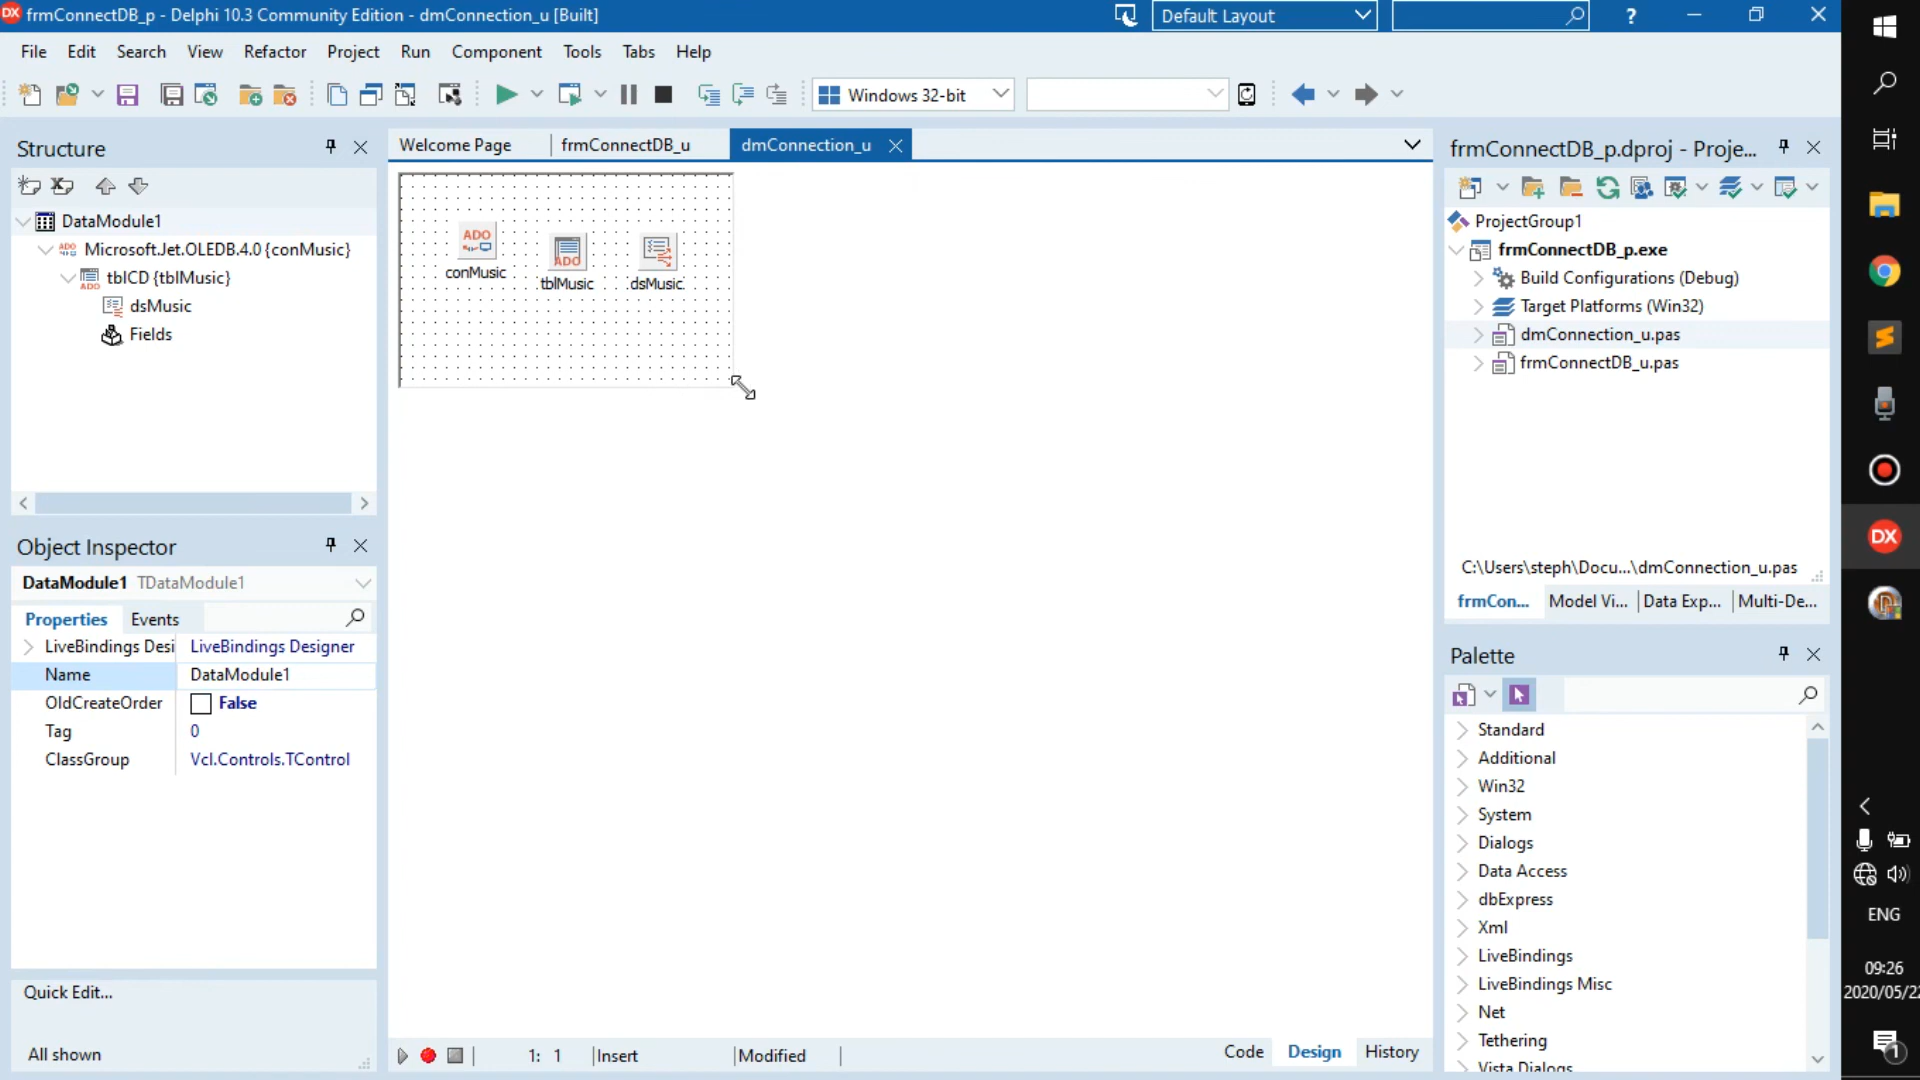 frmConnectDB_p - Delphi 10.3 Community Edition - dmConnection_u [Built]
Default Layout
?
File Edit Search View Refactor Project Run Component Tools Tabs Help
Windows 32-bit
Structure
DataModule1
Microsoft.Jet.OLEDB.4.0 {conMusic}
tblCD {tblMusic}
dsMusic
Fields
Object Inspector
DataModule1 TDataModule1
Properties Events
LiveBindings Desi LiveBindings Designer
Name DataModule1
OldCreateOrder False
Tag 0
ClassGroup Vcl.Controls.TControl
Quick Edit...
All shown
Welcome Page frmConnectDB_u dmConnection_u
ADO
conMusic
ADO
tblMusic
dsMusic
1: 1 Insert Modified
Code Design History
frmConnectDB_p.dproj - Proje...
ProjectGroup1
frmConnectDB_p.exe
Build Configurations (Debug)
Target Platforms (Win32)
dmConnection_u.pas
frmConnectDB_u.pas
C:\Users\steph\Docu...\dmConnection_u.pas
frmCon... Model Vi... Data Exp... Multi-De...
Palette
Standard
Additional
Win32
System
Dialogs
Data Access
dbExpress
Xml
LiveBindings
LiveBindings Misc
Net
Tethering
Vista Dialogs
DX
ENG
09:26
2020/05/22
1